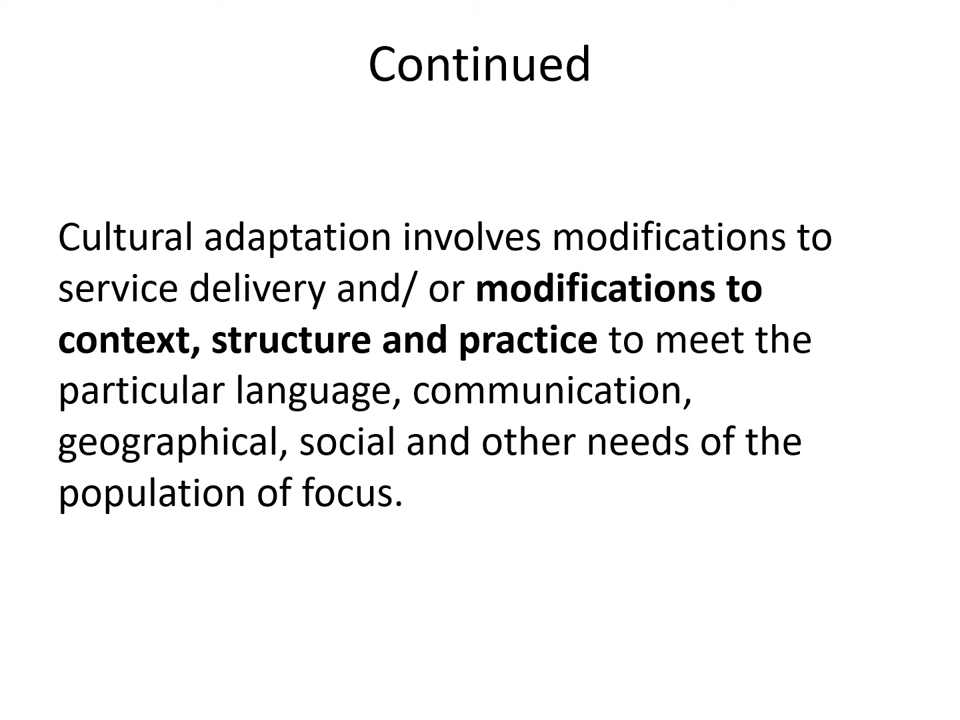 Continued
Cultural adaptation involves modifications to
service delivery and/ or modifications to
context, structure and practice to meet the
particular language, communication,
geographical, social and other needs of the
population of focus.